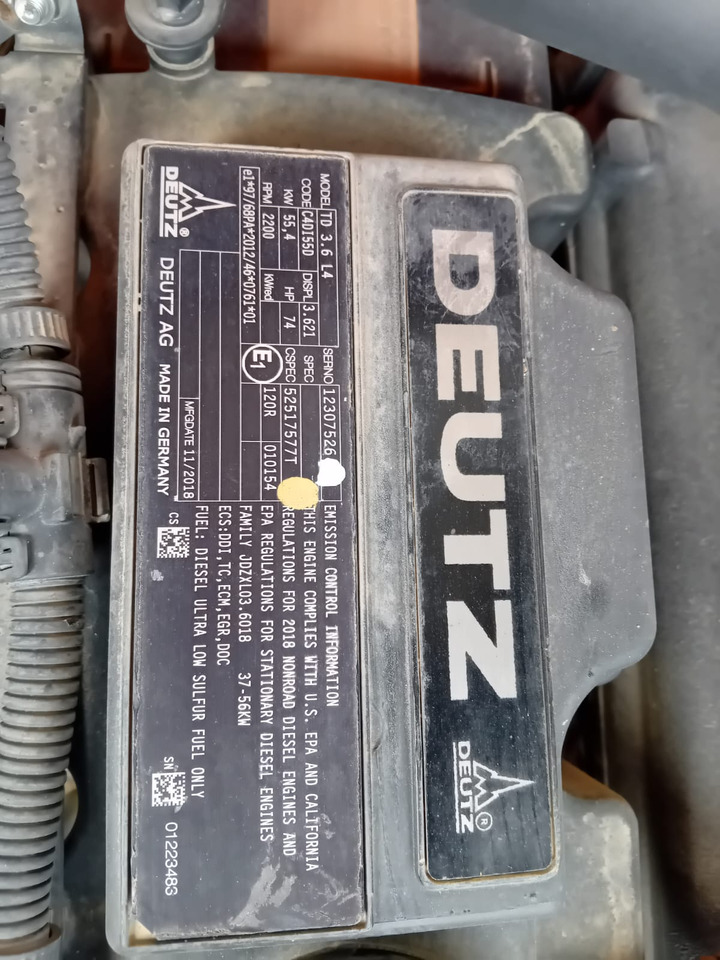 DEUTZ
DEUTZ®
MODEL TD 3.6 L4
CODE C4DI55D DISPL 3.621
KW 55,4 HP 74
RPM 2200 KWred
e1*97/68PA*2012/46*0761*01
SERNO 12307526
SPEC
CSPEC 52517577T
E1 120R 010154
MFGDATE 11/2018
DEUTZ®
DEUTZ AG MADE IN GERMANY
EMISSION CONTROL INFORMATION
THIS ENGINE COMPLIES WITH U.S. EPA AND CALIFORNIA
REGULATIONS FOR 2018 NONROAD DIESEL ENGINES AND
EPA REGULATIONS FOR STATIONARY DIESEL ENGINES
FAMILY JDZXL03.6018 37-56KW
ECS:DDI,TC,ECM,EGR,DOC
FUEL: DIESEL ULTRA LOW SULFUR FUEL ONLY
CS
SN
01223483